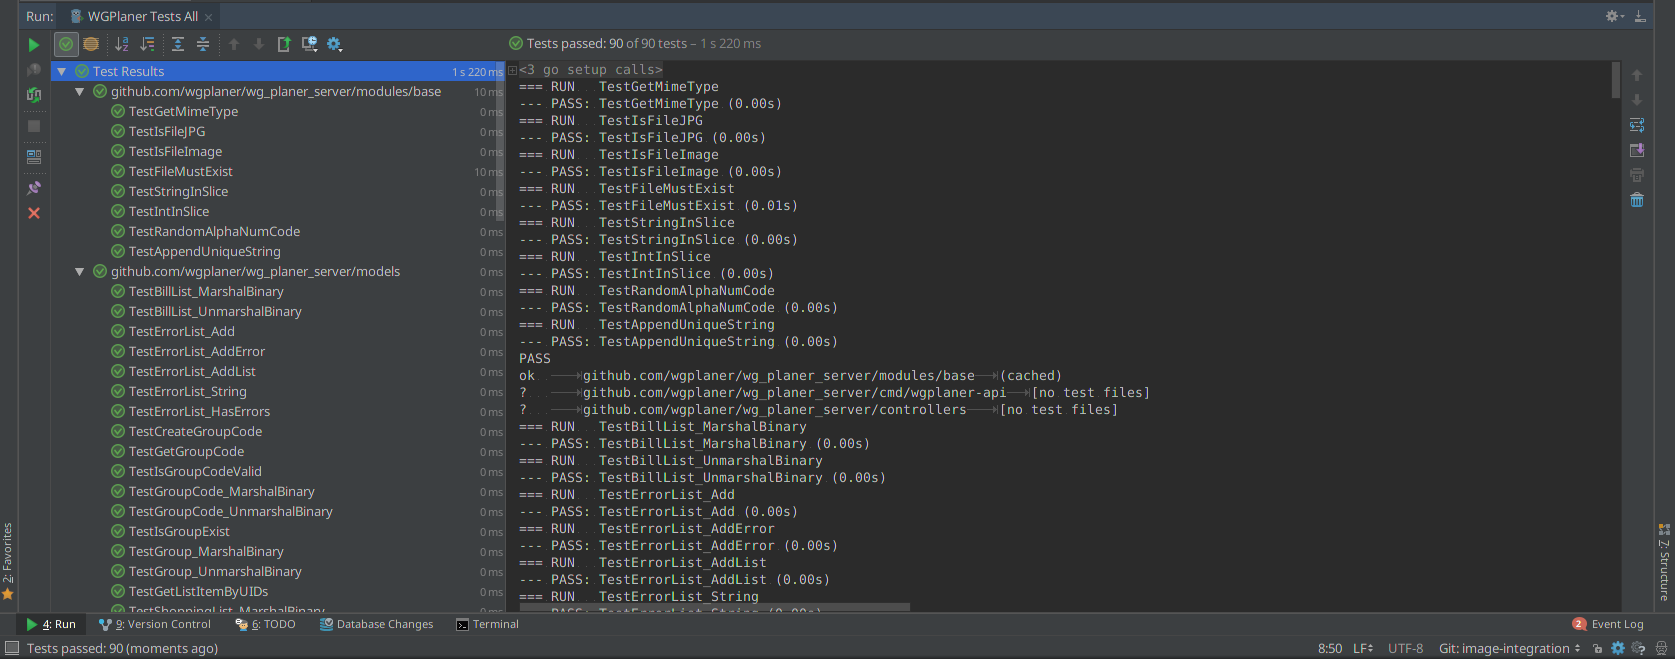 Run: WGPlaner Tests All
Tests passed: 90 of 90 tests – 1 s 220 ms
Test Results 1 s 220 ms
github.com/wgplaner/wg_planer_server/modules/base 10 ms
TestGetMimeType 0 ms
TestIsFileJPG 0 ms
TestIsFileImage 0 ms
TestFileMustExist 10 ms
TestStringInSlice 0 ms
TestIntInSlice 0 ms
TestRandomAlphaNumCode 0 ms
TestAppendUniqueString 0 ms
github.com/wgplaner/wg_planer_server/models 0 ms
TestBillList_MarshalBinary 0 ms
TestBillList_UnmarshalBinary 0 ms
TestErrorList_Add 0 ms
TestErrorList_AddError 0 ms
TestErrorList_AddList 0 ms
TestErrorList_String 0 ms
TestErrorList_HasErrors 0 ms
TestCreateGroupCode 0 ms
TestGetGroupCode 0 ms
TestIsGroupCodeValid 0 ms
TestGroupCode_MarshalBinary 0 ms
TestGroupCode_UnmarshalBinary 0 ms
TestIsGroupExist 0 ms
TestGroup_MarshalBinary 0 ms
TestGroup_UnmarshalBinary 0 ms
TestGetListItemByUIDs 0 ms
TestShoppingList_MarshalBinary 0 ms
<3 go setup calls>
=== RUN   TestGetMimeType
--- PASS: TestGetMimeType (0.00s)
=== RUN   TestIsFileJPG
--- PASS: TestIsFileJPG (0.00s)
=== RUN   TestIsFileImage
--- PASS: TestIsFileImage (0.00s)
=== RUN   TestFileMustExist
--- PASS: TestFileMustExist (0.01s)
=== RUN   TestStringInSlice
--- PASS: TestStringInSlice (0.00s)
=== RUN   TestIntInSlice
--- PASS: TestIntInSlice (0.00s)
=== RUN   TestRandomAlphaNumCode
--- PASS: TestRandomAlphaNumCode (0.00s)
=== RUN   TestAppendUniqueString
--- PASS: TestAppendUniqueString (0.00s)
PASS
ok github.com/wgplaner/wg_planer_server/modules/base (cached)
? github.com/wgplaner/wg_planer_server/cmd/wgplaner-api [no test files]
? github.com/wgplaner/wg_planer_server/controllers [no test files]
=== RUN   TestBillList_MarshalBinary
--- PASS: TestBillList_MarshalBinary (0.00s)
=== RUN   TestBillList_UnmarshalBinary
--- PASS: TestBillList_UnmarshalBinary (0.00s)
=== RUN   TestErrorList_Add
--- PASS: TestErrorList_Add (0.00s)
=== RUN   TestErrorList_AddError
--- PASS: TestErrorList_AddError (0.00s)
=== RUN   TestErrorList_AddList
--- PASS: TestErrorList_AddList (0.00s)
=== RUN   TestErrorList_String
--- PASS: TestErrorList_String (0.00s)
2: Favorites
7: Structure
4: Run 9: Version Control 6: TODO Database Changes Terminal 2 Event Log
Tests passed: 90 (moments ago) 8:50 LF UTF-8 Git: image-integration